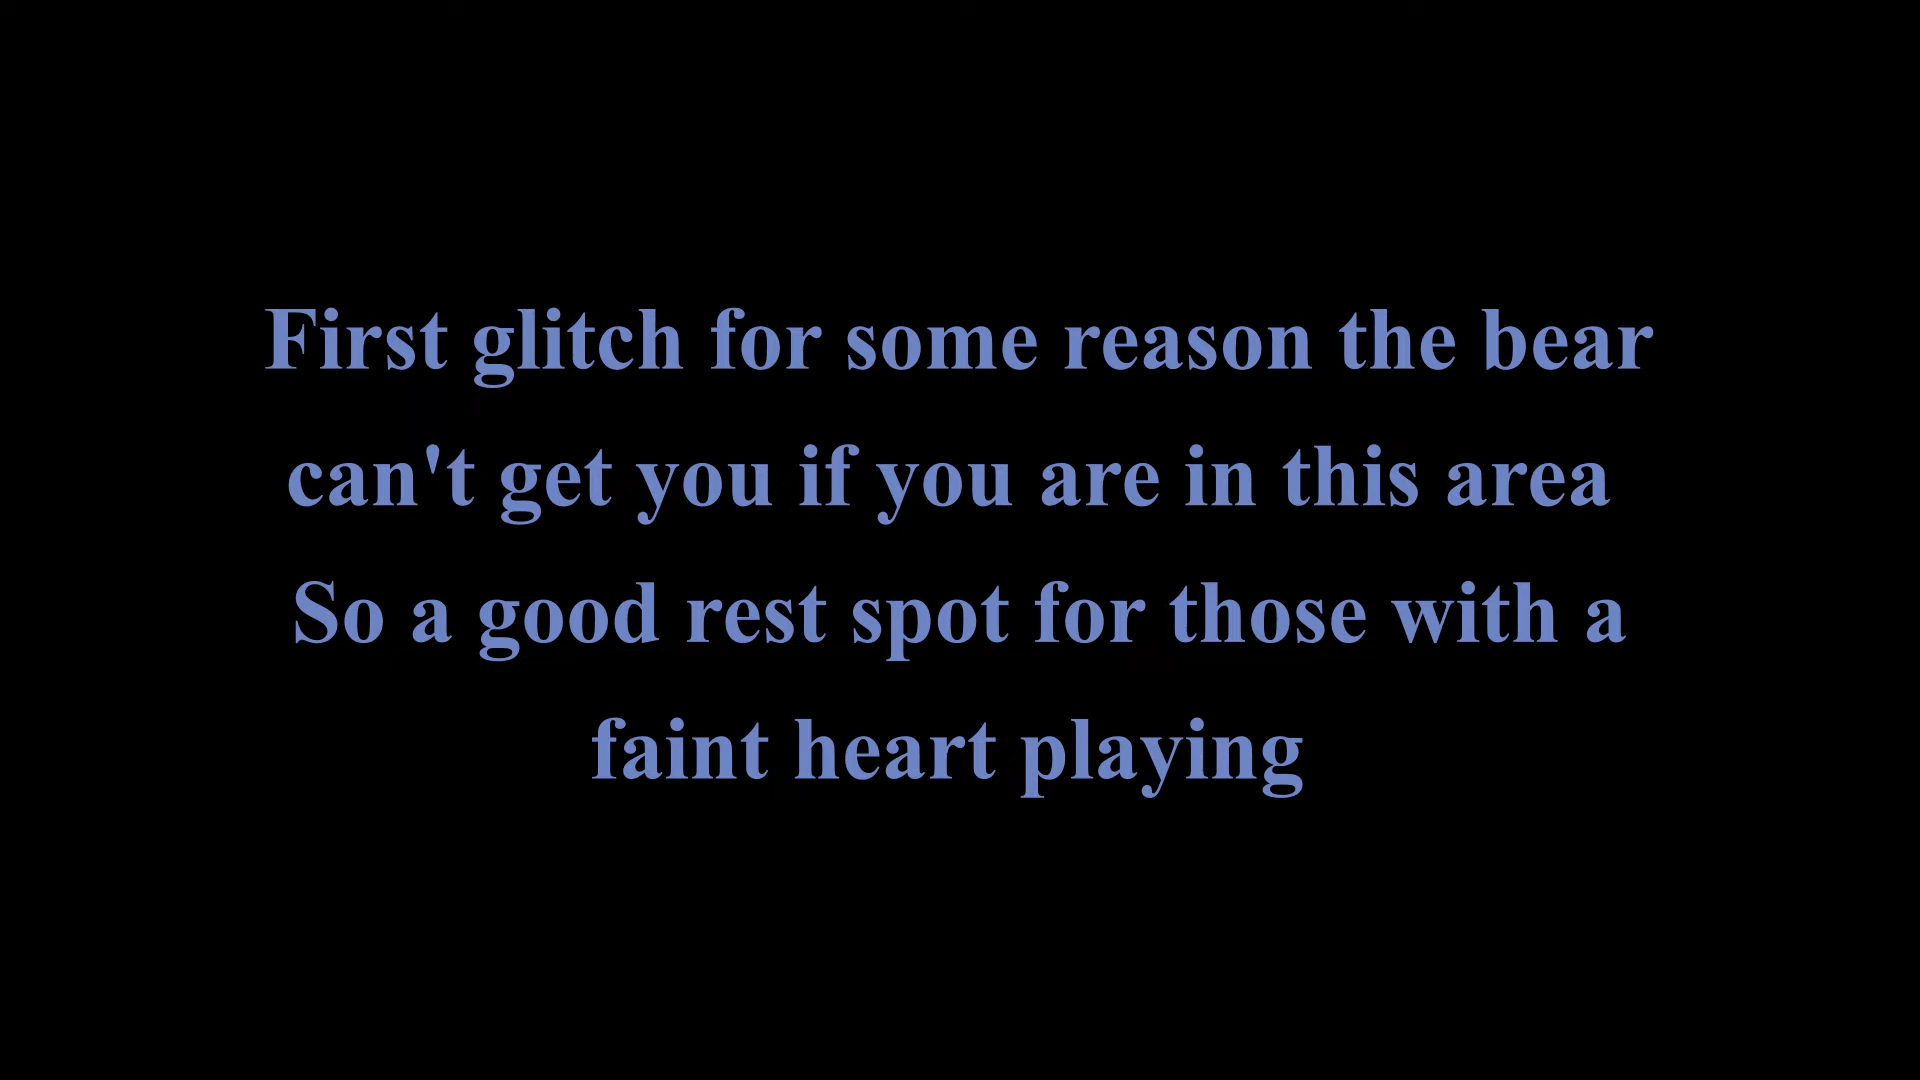 First glitch for some reason the bear
can't get you if you are in this area
So a good rest spot for those with a
faint heart playing